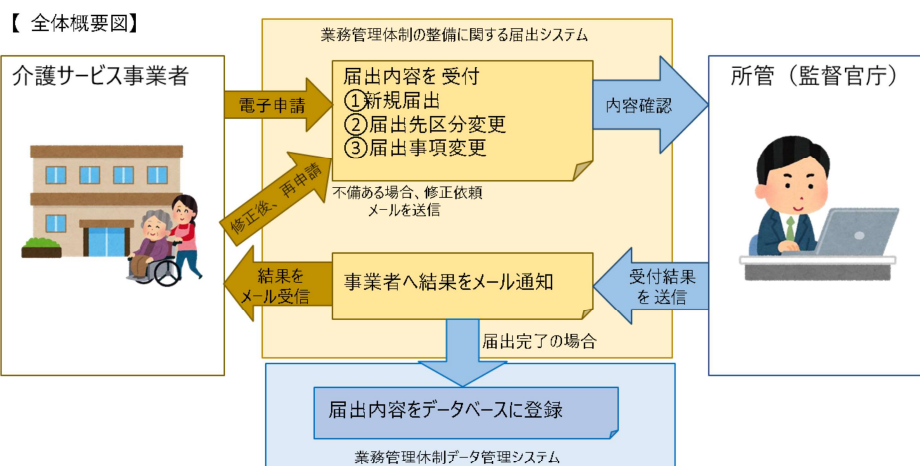 【 全体概要図】
業務管理体制の整備に関する届出システム
介護サービス事業者
電子申請
届出内容を 受付
①新規届出
②届出先区分変更
③届出事項変更
内容確認
所管（監督官庁）
修正後、再申請
不備ある場合、修正依頼
メールを送信
結果を
メール受信
事業者へ結果をメール通知
受付結果
を 送信
届出完了の場合
届出内容をデータベースに登録
業務管理体制データ管理システム